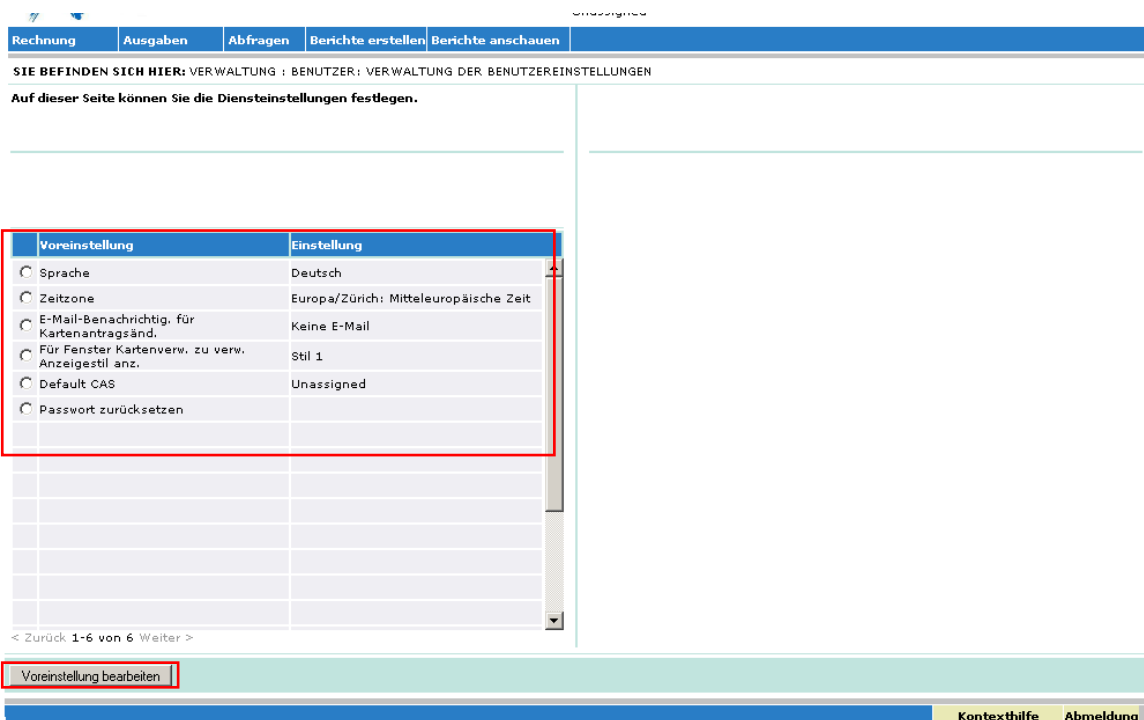 Unassigned
Rechnung Ausgaben Abfragen Berichte erstellen Berichte anschauen
SIE BEFINDEN SICH HIER: VERWALTUNG : BENUTZER: VERWALTUNG DER BENUTZEREINSTELLUNGEN
Auf dieser Seite können Sie die Diensteinstellungen festlegen.
Voreinstellung Einstellung
Sprache Deutsch
Zeitzone Europa/Zürich: Mitteleuropäische Zeit
E-Mail-Benachrichtig. für
Kartenantragsänd. Keine E-Mail
Für Fenster Kartenverw. zu verw.
Anzeigestil anz. Stil 1
Default CAS Unassigned
Passwort zurücksetzen
< Zurück 1-6 von 6 Weiter >
Voreinstellung bearbeiten
Kontexthilfe Abmeldung